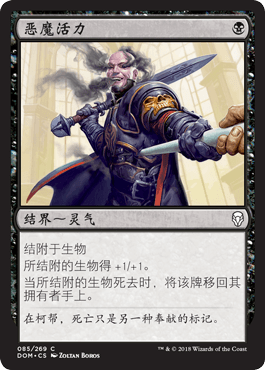 恶魔活力
结界～灵气
结附于生物
所结附的生物得+1/+1。
当所结附的生物死去时，将该牌移回其
拥有者手上。
在柯帮，死亡只是另一种奉献的标记。
085/269 C
DOM • CS ZOLTAN BOROS
™ & © 2018 Wizards of the Coast